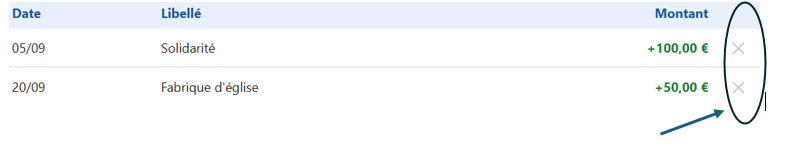 Date Libellé Montant
05/09 Solidarité +100,00 €
20/09 Fabrique d'église +50,00 €